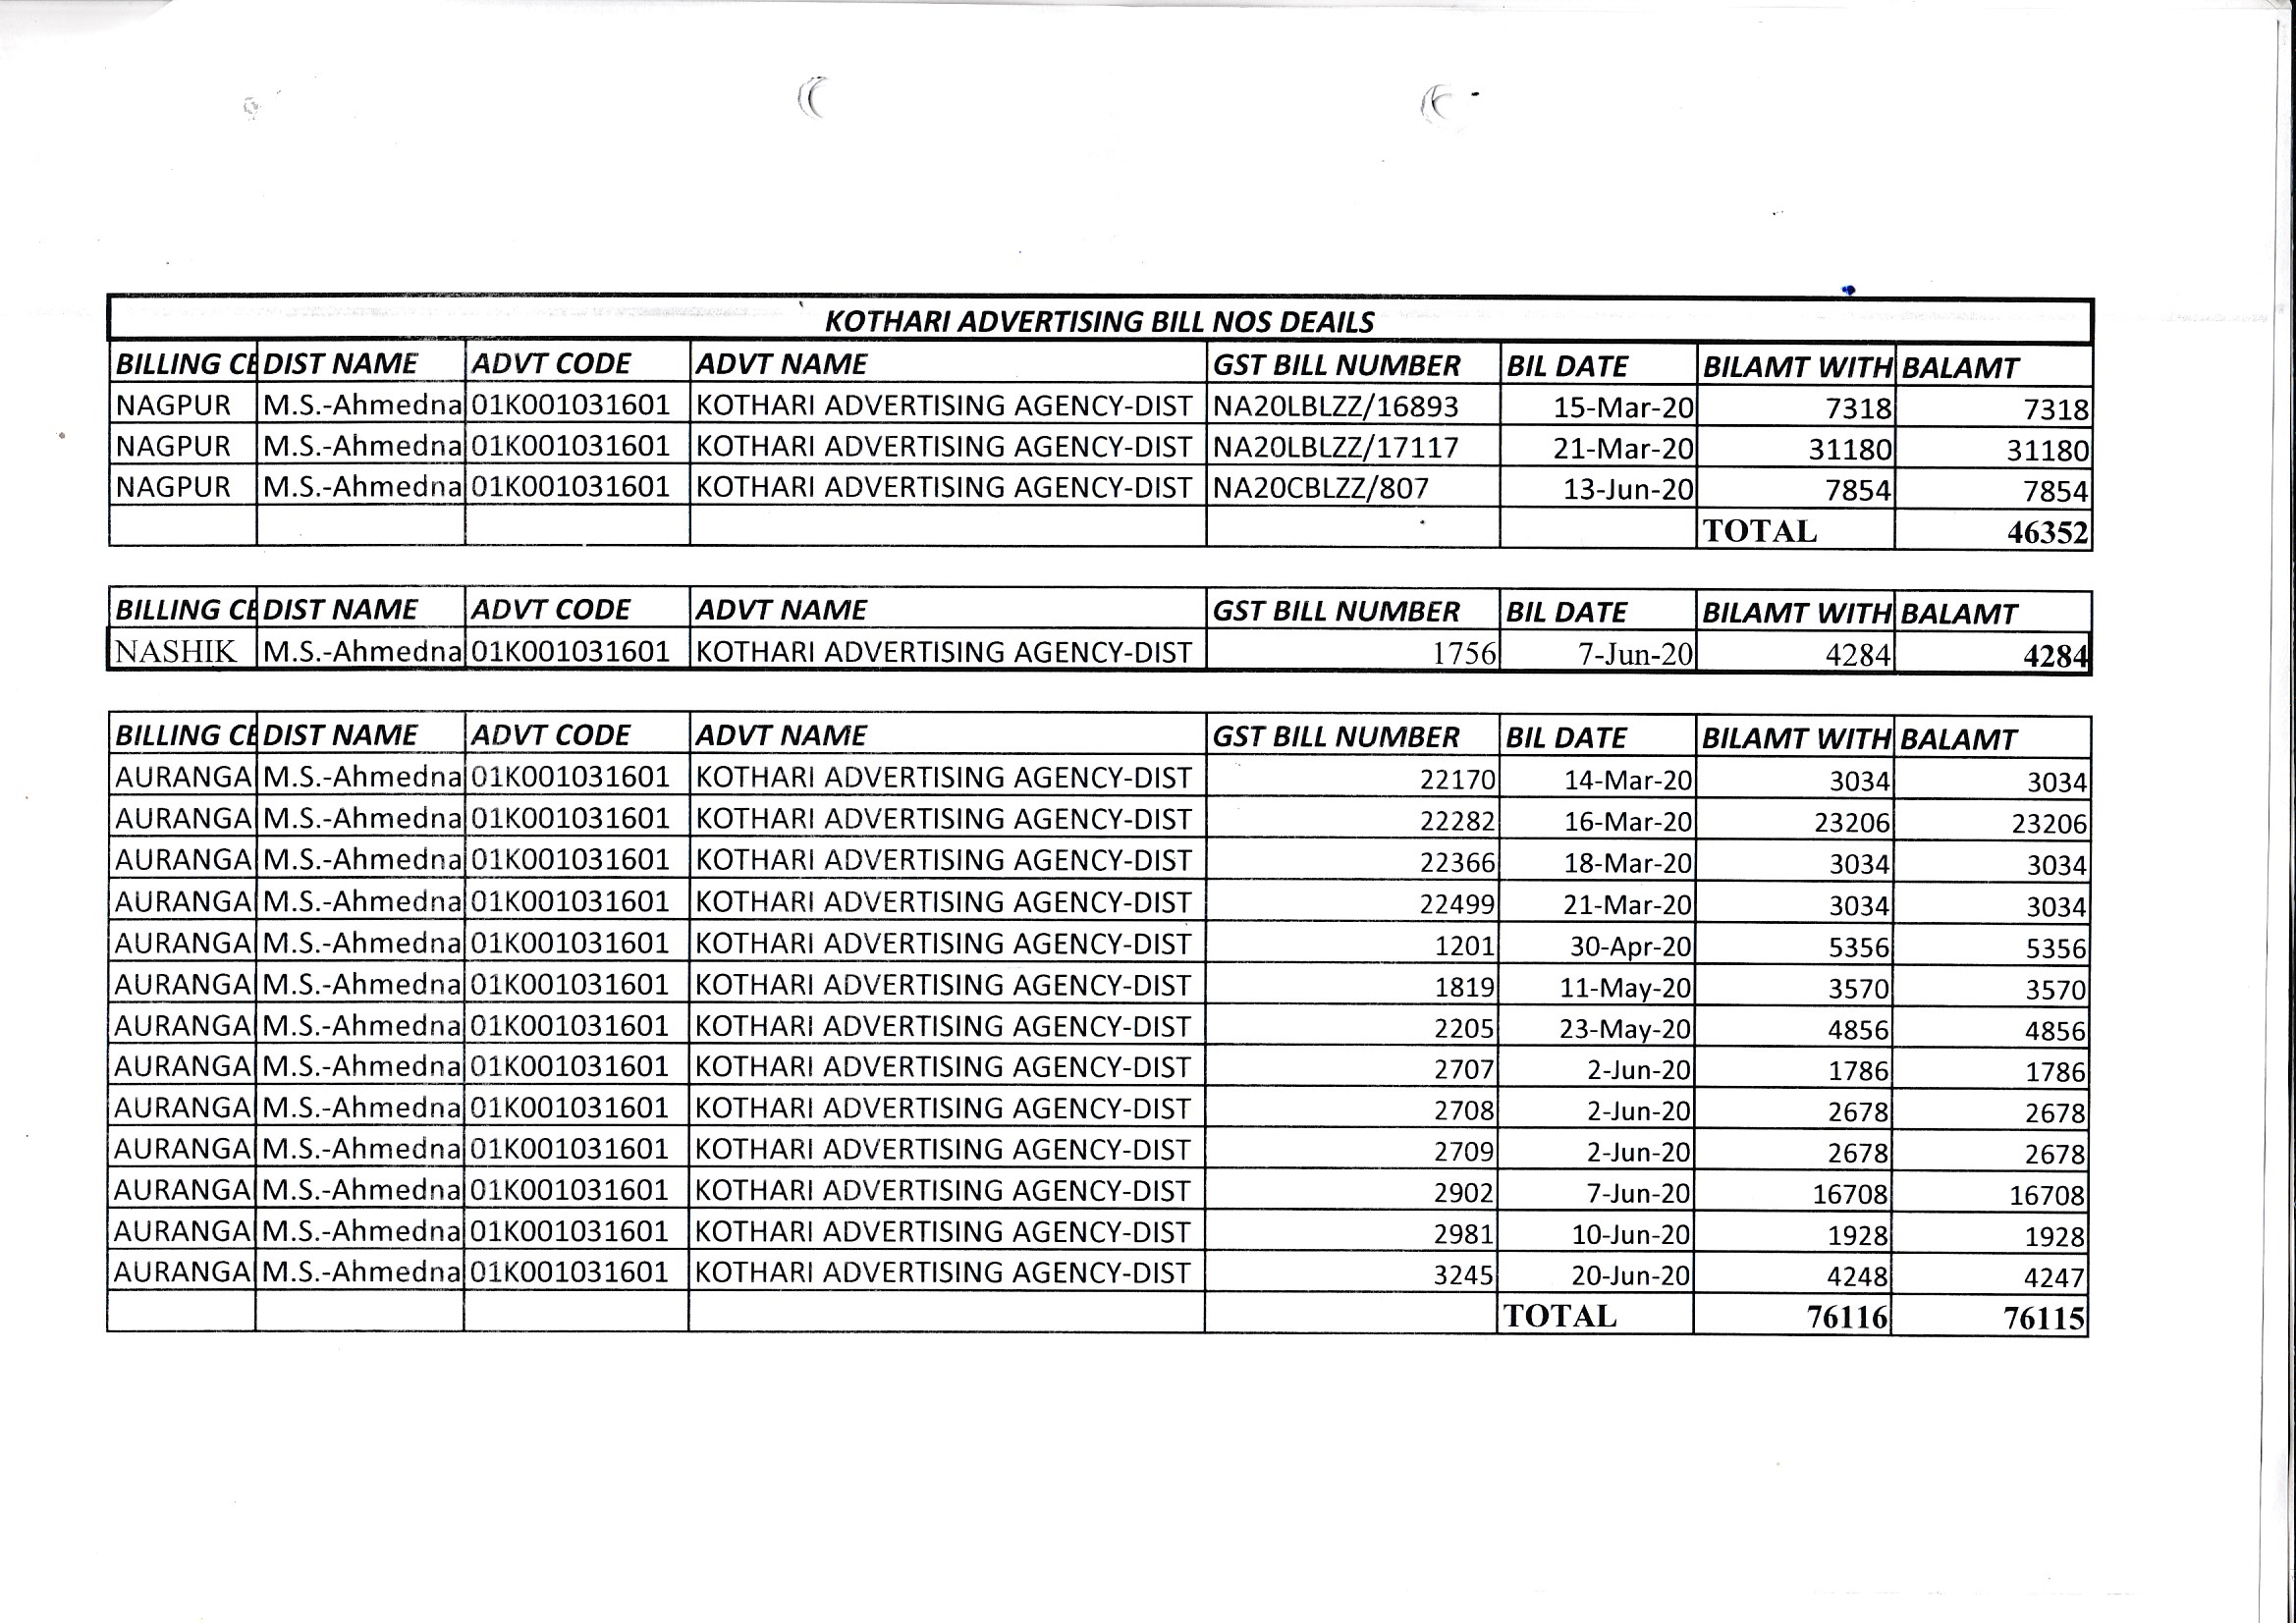 KOTHARI ADVERTISING BILL NOS DEAILS
BILLING CE DIST NAME ADVT CODE ADVT NAME GST BILL NUMBER BIL DATE BILAMT WITH BALAMT
NAGPUR M.S.-Ahmedna 01K001031601 KOTHARI ADVERTISING AGENCY-DIST NA20LBLZZ/16893 15-Mar-20 7318 7318
NAGPUR M.S.-Ahmedna 01K001031601 KOTHARI ADVERTISING AGENCY-DIST NA20LBLZZ/17117 21-Mar-20 31180 31180
NAGPUR M.S.-Ahmedna 01K001031601 KOTHARI ADVERTISING AGENCY-DIST NA20CBLZZ/807 13-Jun-20 7854 7854
TOTAL 46352
BILLING CE DIST NAME ADVT CODE ADVT NAME GST BILL NUMBER BIL DATE BILAMT WITH BALAMT
NASHIK M.S.-Ahmedna 01K001031601 KOTHARI ADVERTISING AGENCY-DIST 1756 7-Jun-20 4284 4284
BILLING CE DIST NAME ADVT CODE ADVT NAME GST BILL NUMBER BIL DATE BILAMT WITH BALAMT
AURANGA M.S.-Ahmedna 01K001031601 KOTHARI ADVERTISING AGENCY-DIST 22170 14-Mar-20 3034 3034
AURANGA M.S.-Ahmedna 01K001031601 KOTHARI ADVERTISING AGENCY-DIST 22282 16-Mar-20 23206 23206
AURANGA M.S.-Ahmedna 01K001031601 KOTHARI ADVERTISING AGENCY-DIST 22366 18-Mar-20 3034 3034
AURANGA M.S.-Ahmedna 01K001031601 KOTHARI ADVERTISING AGENCY-DIST 22499 21-Mar-20 3034 3034
AURANGA M.S.-Ahmedna 01K001031601 KOTHARI ADVERTISING AGENCY-DIST 1201 30-Apr-20 5356 5356
AURANGA M.S.-Ahmedna 01K001031601 KOTHARI ADVERTISING AGENCY-DIST 1819 11-May-20 3570 3570
AURANGA M.S.-Ahmedna 01K001031601 KOTHARI ADVERTISING AGENCY-DIST 2205 23-May-20 4856 4856
AURANGA M.S.-Ahmedna 01K001031601 KOTHARI ADVERTISING AGENCY-DIST 2707 2-Jun-20 1786 1786
AURANGA M.S.-Ahmedna 01K001031601 KOTHARI ADVERTISING AGENCY-DIST 2708 2-Jun-20 2678 2678
AURANGA M.S.-Ahmedna 01K001031601 KOTHARI ADVERTISING AGENCY-DIST 2709 2-Jun-20 2678 2678
AURANGA M.S.-Ahmedna 01K001031601 KOTHARI ADVERTISING AGENCY-DIST 2902 7-Jun-20 16708 16708
AURANGA M.S.-Ahmedna 01K001031601 KOTHARI ADVERTISING AGENCY-DIST 2981 10-Jun-20 1928 1928
AURANGA M.S.-Ahmedna 01K001031601 KOTHARI ADVERTISING AGENCY-DIST 3245 20-Jun-20 4248 4247
TOTAL 76116 76115